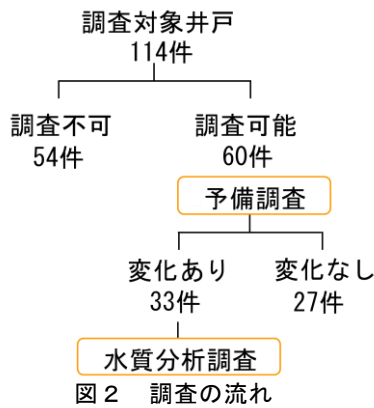 調査対象井戸
114件
調査不可 調査可能
54件 60件
予備調査
変化あり 変化なし
33件 27件
水質分析調査
図２ 調査の流れ